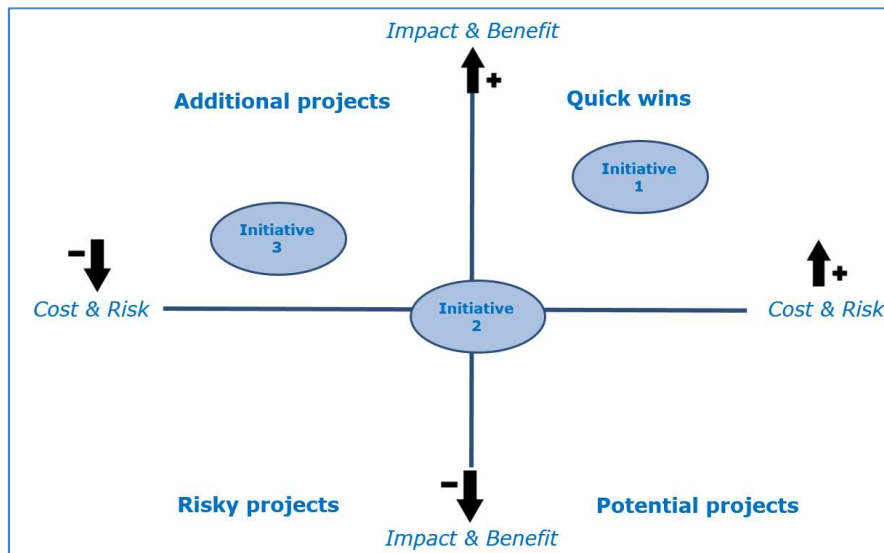 Impact & Benefit
+
Additional projects
Quick wins
Initiative
1
Initiative
3
-
+
Cost & Risk
Initiative
2
Cost & Risk
-
Risky projects
Potential projects
Impact & Benefit